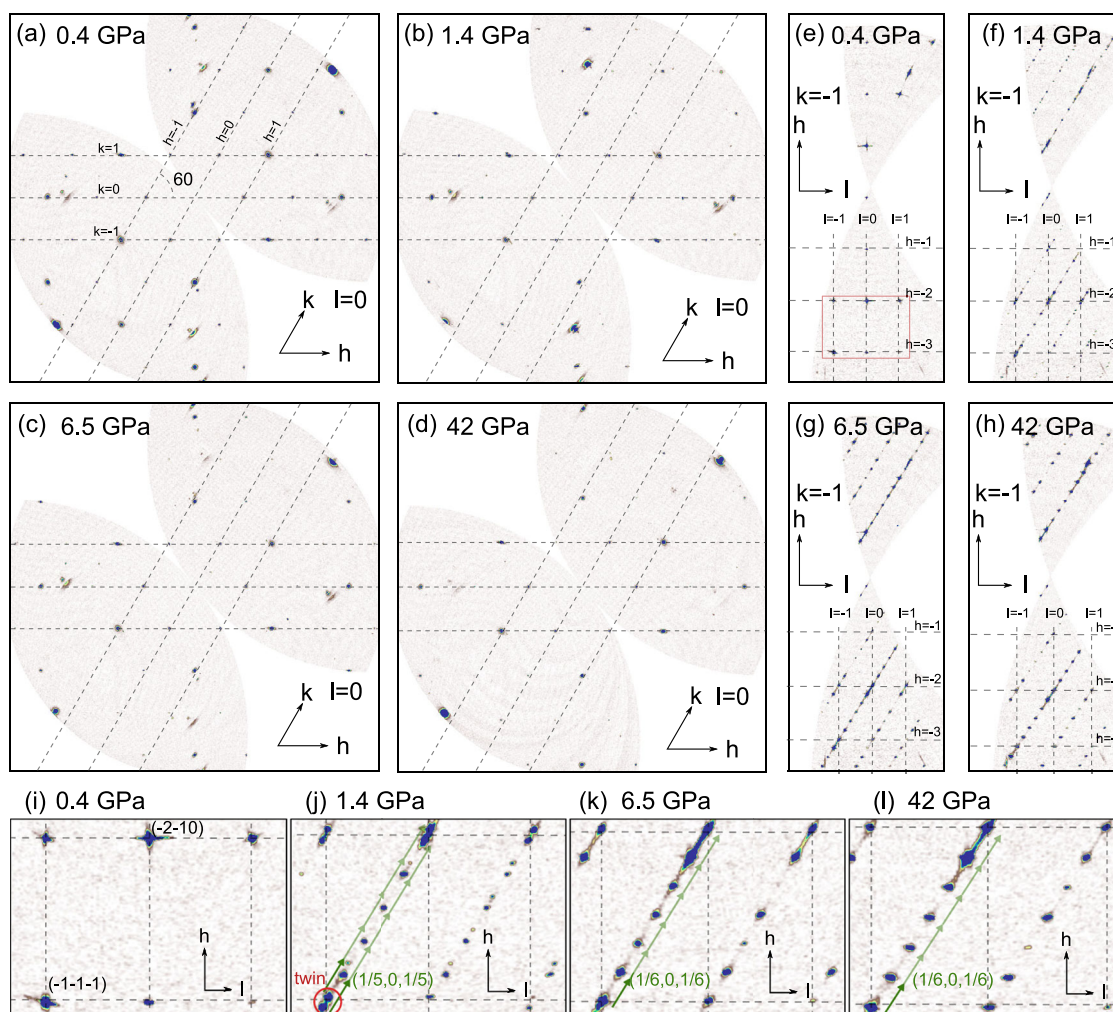 (a) 0.4 GPa
h=-1
h=0
h=1
k=1
60
k=0
k=-1
k l=0
h
(b) 1.4 GPa
k l=0
h
(e) 0.4 GPa
k=-1
h
l
l=-1 l=0 l=1
h=-1
h=-2
h=-3
(f) 1.4 GPa
k=-1
h
l
l=-1 l=0 l=1
h=-1
h=-2
h=-3
(c) 6.5 GPa
k l=0
h
(d) 42 GPa
k l=0
h
(g) 6.5 GPa
k=-1
h
l
l=-1 l=0 l=1
h=-1
h=-2
h=-3
(h) 42 GPa
k=-1
h
l
l=-1 l=0 l=1
h=-
h=-
h=-
(i) 0.4 GPa
(-2-10)
h
(-1-1-1)
l
(j) 1.4 GPa
h
twin
(1/5,0,1/5)
l
(k) 6.5 GPa
h
(1/6,0,1/6)
l
(l) 42 GPa
h
(1/6,0,1/6)
l